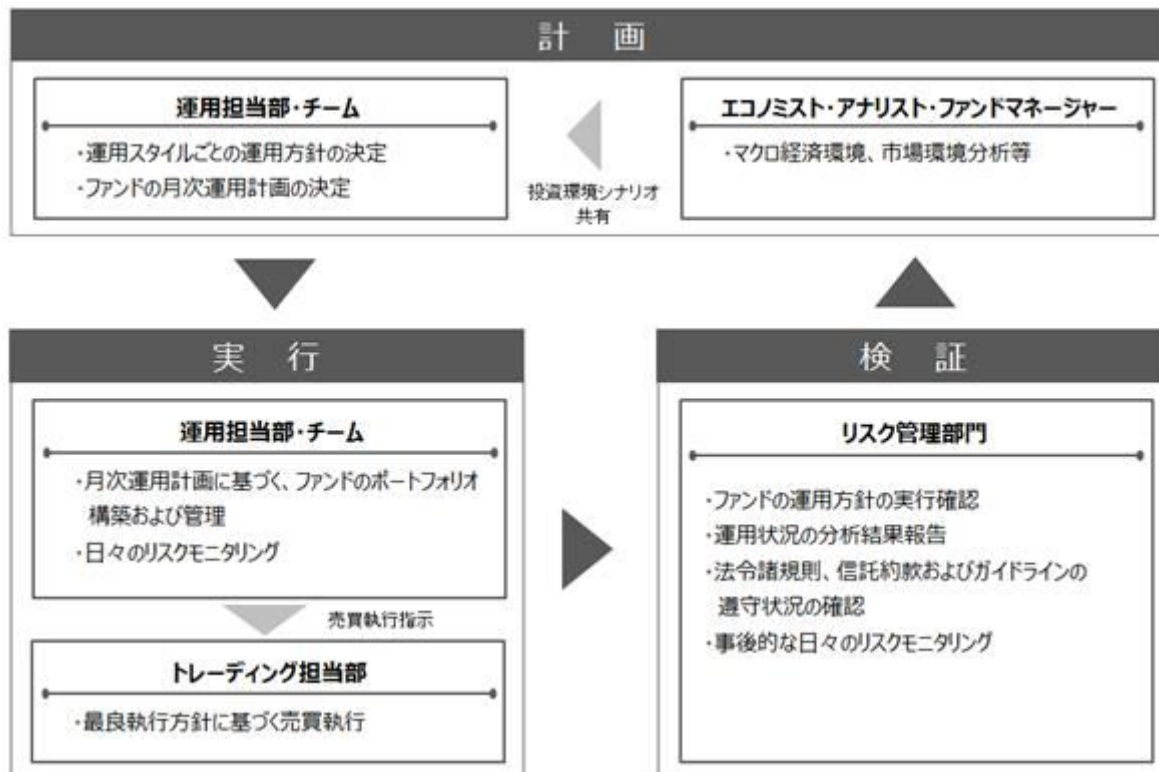 計 画
運用担当部・チーム
・運用スタイルごとの運用方針の決定
・ファンドの月次運用計画の決定
投資環境シナリオ
共有
エコノミスト・アナリスト・ファンドマネージャー
・マクロ経済環境、市場環境分析等
実 行
運用担当部・チーム
・月次運用計画に基づく、ファンドのポートフォリオ
構築および管理
・日々のリスクモニタリング
売買執行指示
トレーディング担当部
・最良執行方針に基づく売買執行
検 証
リスク管理部門
・ファンドの運用方針の実行確認
・運用状況の分析結果報告
・法令諸規則、信託約款およびガイドラインの
遵守状況の確認
・事後的な日々のリスクモニタリング